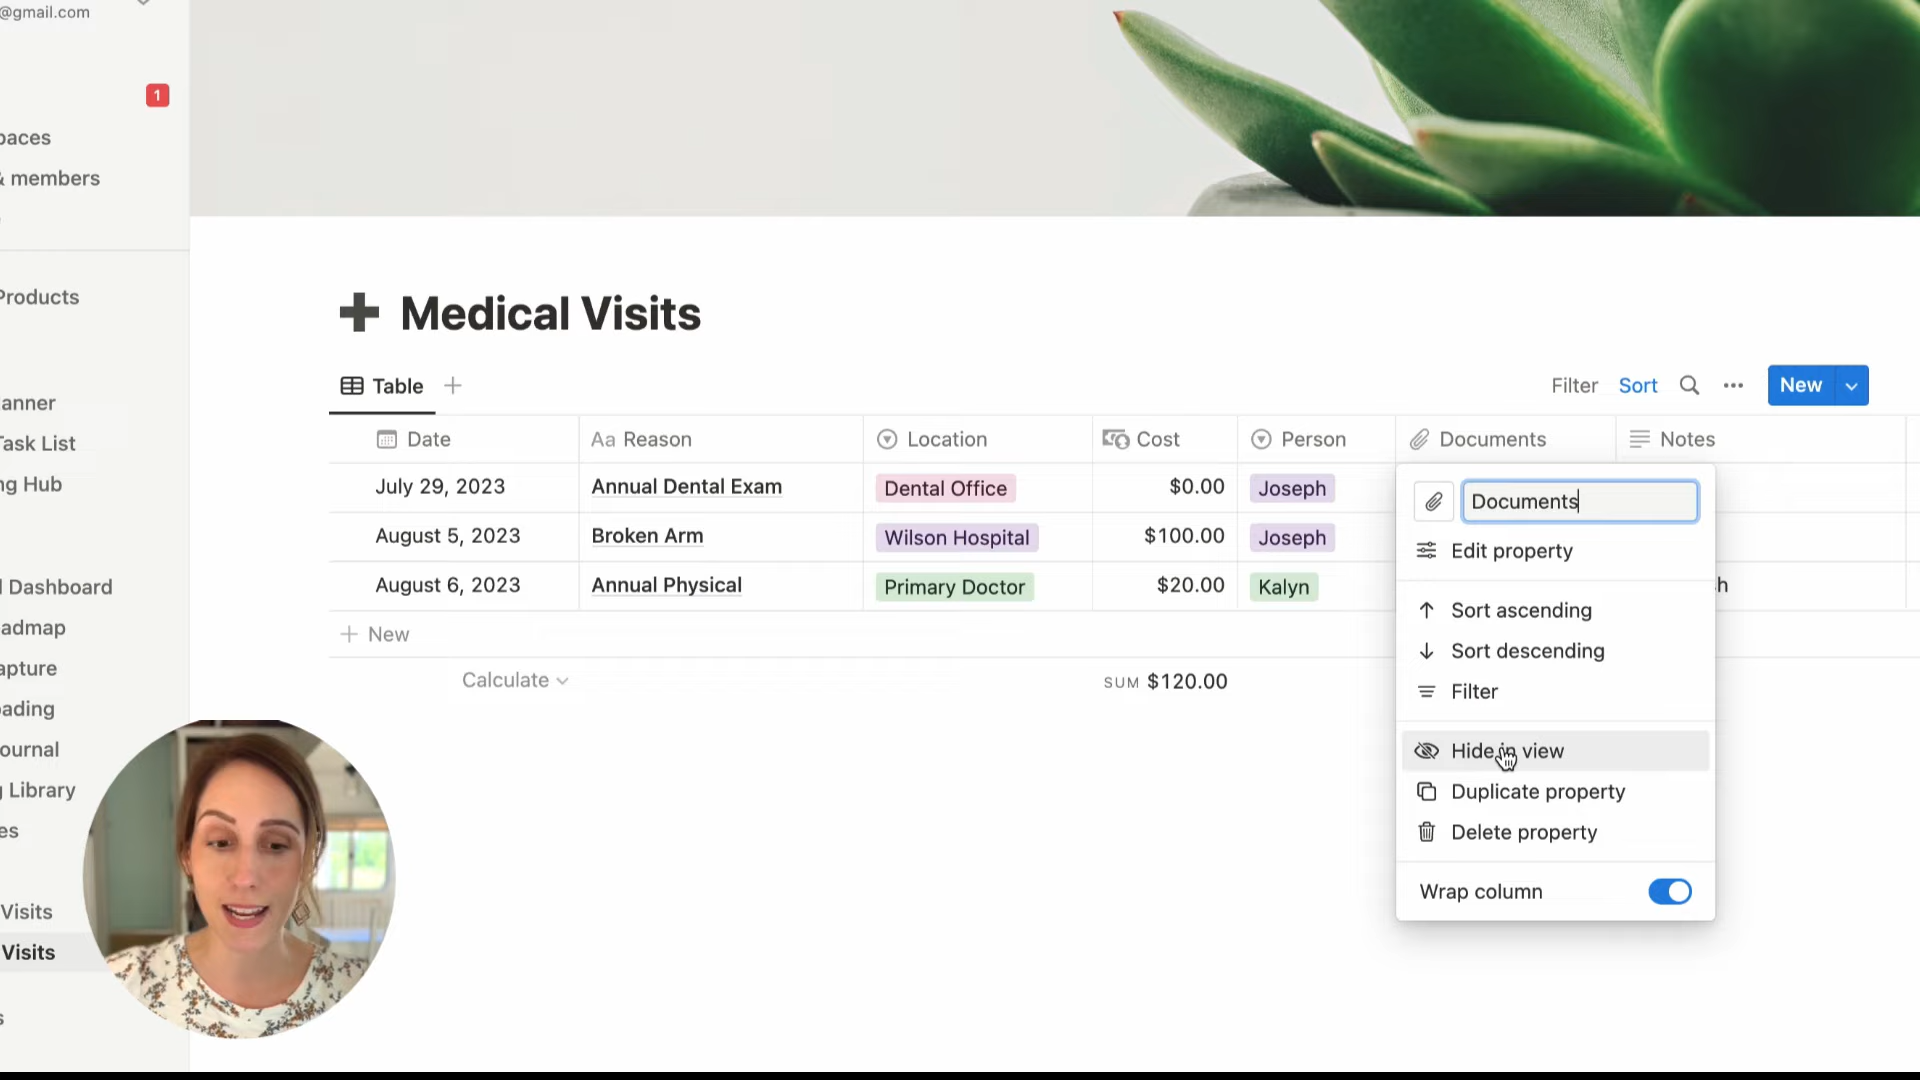 @gmail.com
1
paces
& members
Products
anner
Task List
ng Hub
l Dashboard
admap
apture
ading
ournal
g Library
es
Visits
Visits
s
Medical Visits
Table
Filter Sort New
Date Aa Reason Location Cost Person Documents Notes
July 29, 2023 Annual Dental Exam Dental Office $0.00 Joseph
August 5, 2023 Broken Arm Wilson Hospital $100.00 Joseph
August 6, 2023 Annual Physical Primary Doctor $20.00 Kalyn h
New
Calculate SUM $120.00
Documents
Edit property
Sort ascending
Sort descending
Filter
Hide in view
Duplicate property
Delete property
Wrap column